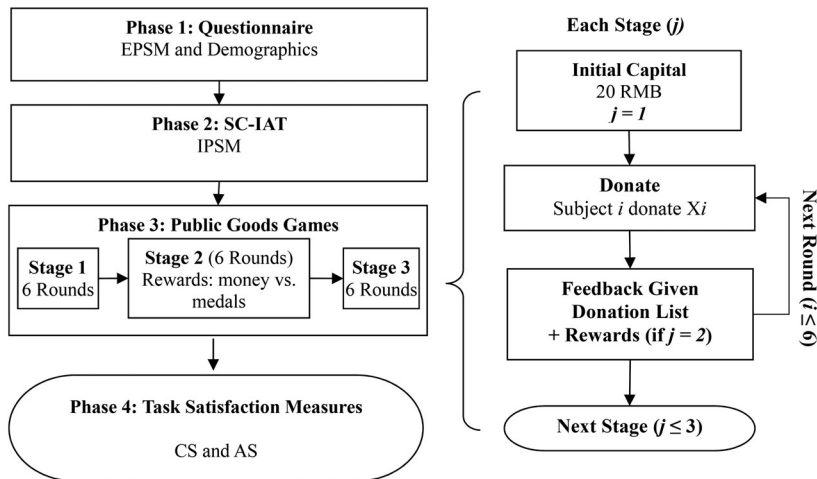 Phase 1: Questionnaire
EPSM and Demographics
Phase 2: SC-IAT
IPSM
Phase 3: Public Goods Games
Stage 1
6 Rounds
Stage 2 (6 Rounds)
Rewards: money vs.
medals
Stage 3
6 Rounds
Phase 4: Task Satisfaction Measures
CS and AS
Each Stage (j)
Initial Capital
20 RMB
j = 1
Donate
Subject i donate Xi
Feedback Given
Donation List
+ Rewards (if j = 2)
Next Round (i ≤ 6)
Next Stage (j ≤ 3)